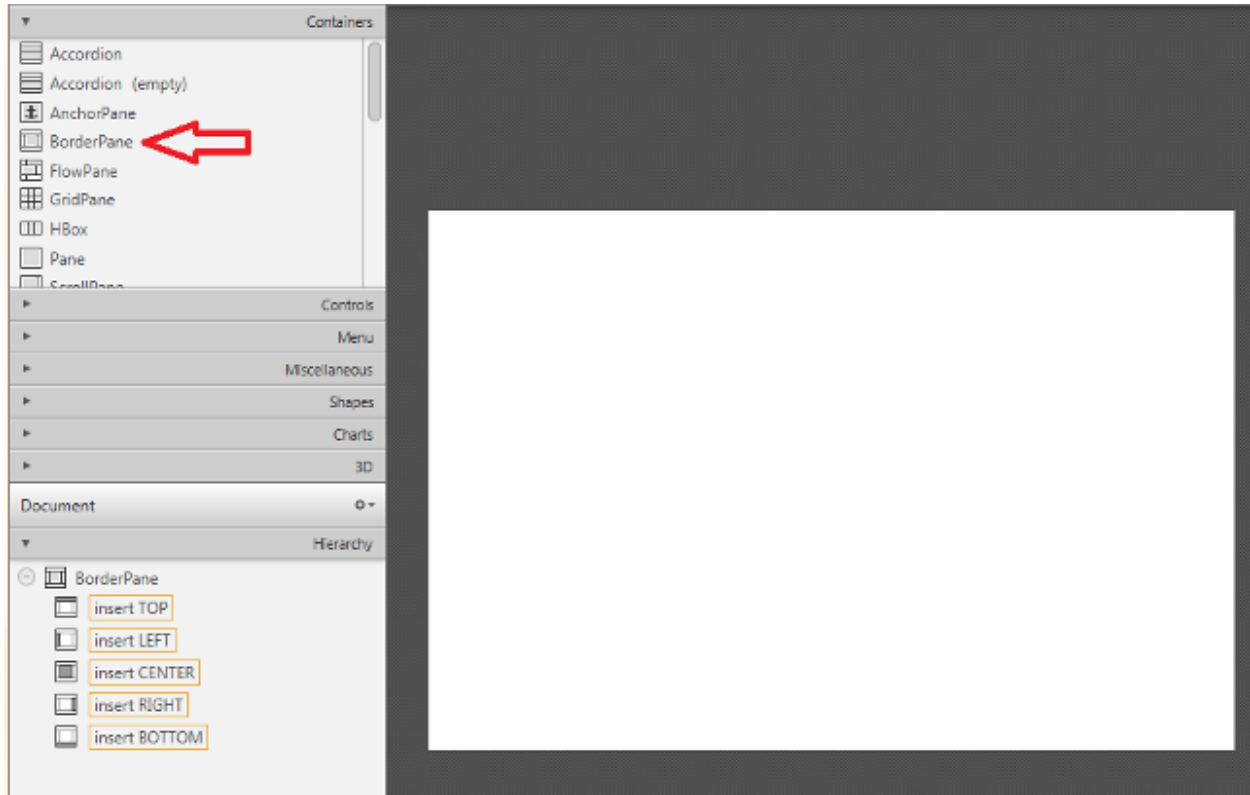 Containers
Accordion
Accordion (empty)
AnchorPane
BorderPane
FlowPane
GridPane
HBox
Pane
ScrollPane
Controls
Menu
Miscellaneous
Shapes
Charts
3D
Document
Hierarchy
BorderPane
insert TOP
insert LEFT
insert CENTER
insert RIGHT
insert BOTTOM